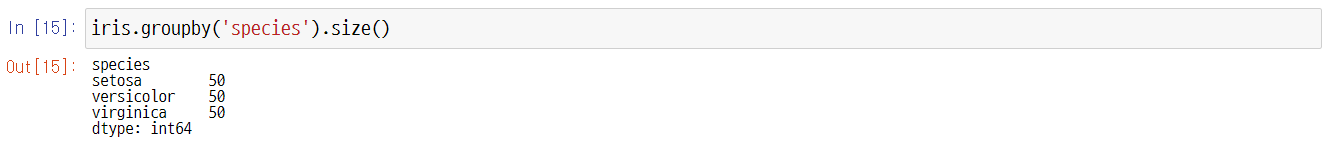 In [15]: iris.groupby('species').size()
Out[15]: species
setosa 50
versicolor 50
virginica 50
dtype: int64